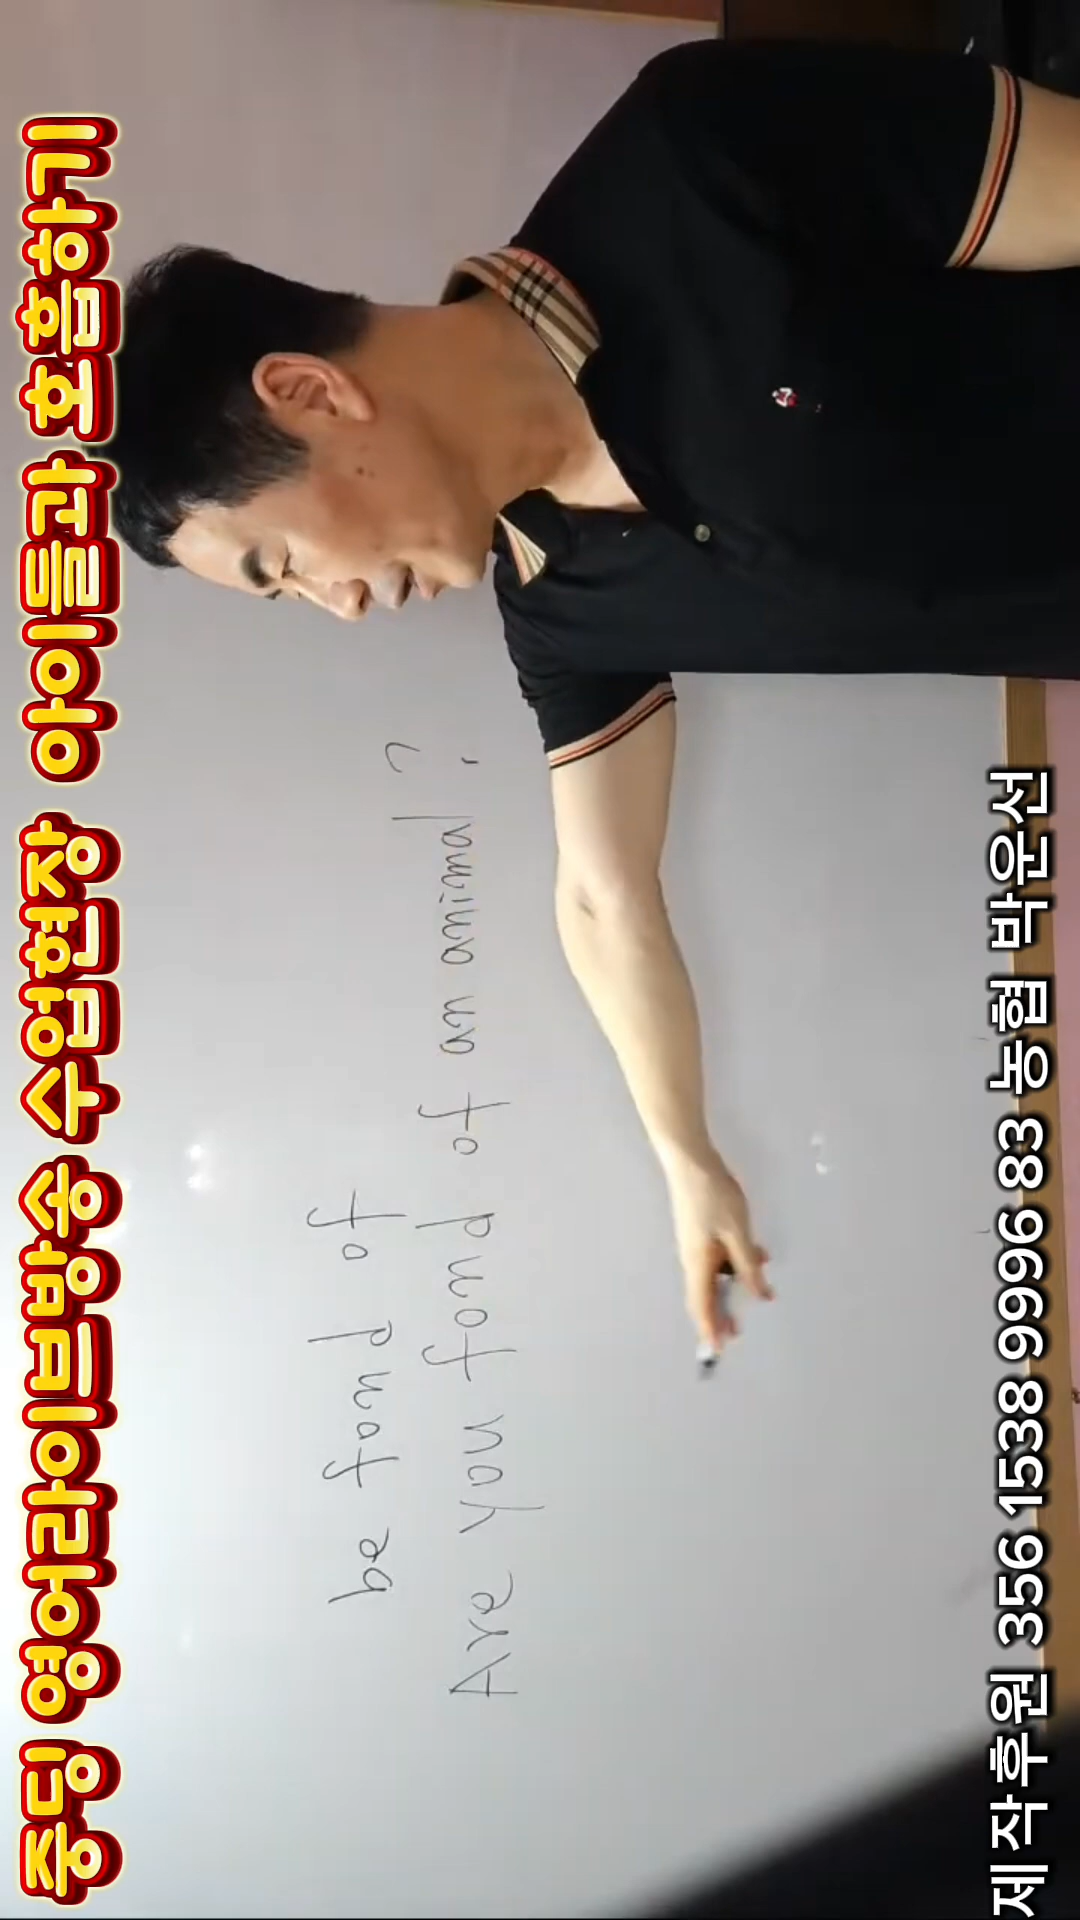 중딩 영어라이브방송 수업현장 아이들과 호흡하기
be fond of
Are you fond of an animal?
제작후원 356 1538 9996 83 농협 박운선